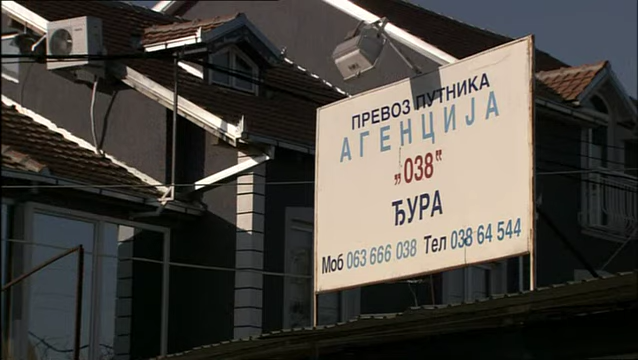 ПРЕВОЗ ПУТНИКА
АГЕНЦИЈА
„038“
ЂУРА
Моб 063 666 038 Тел 038 64 544